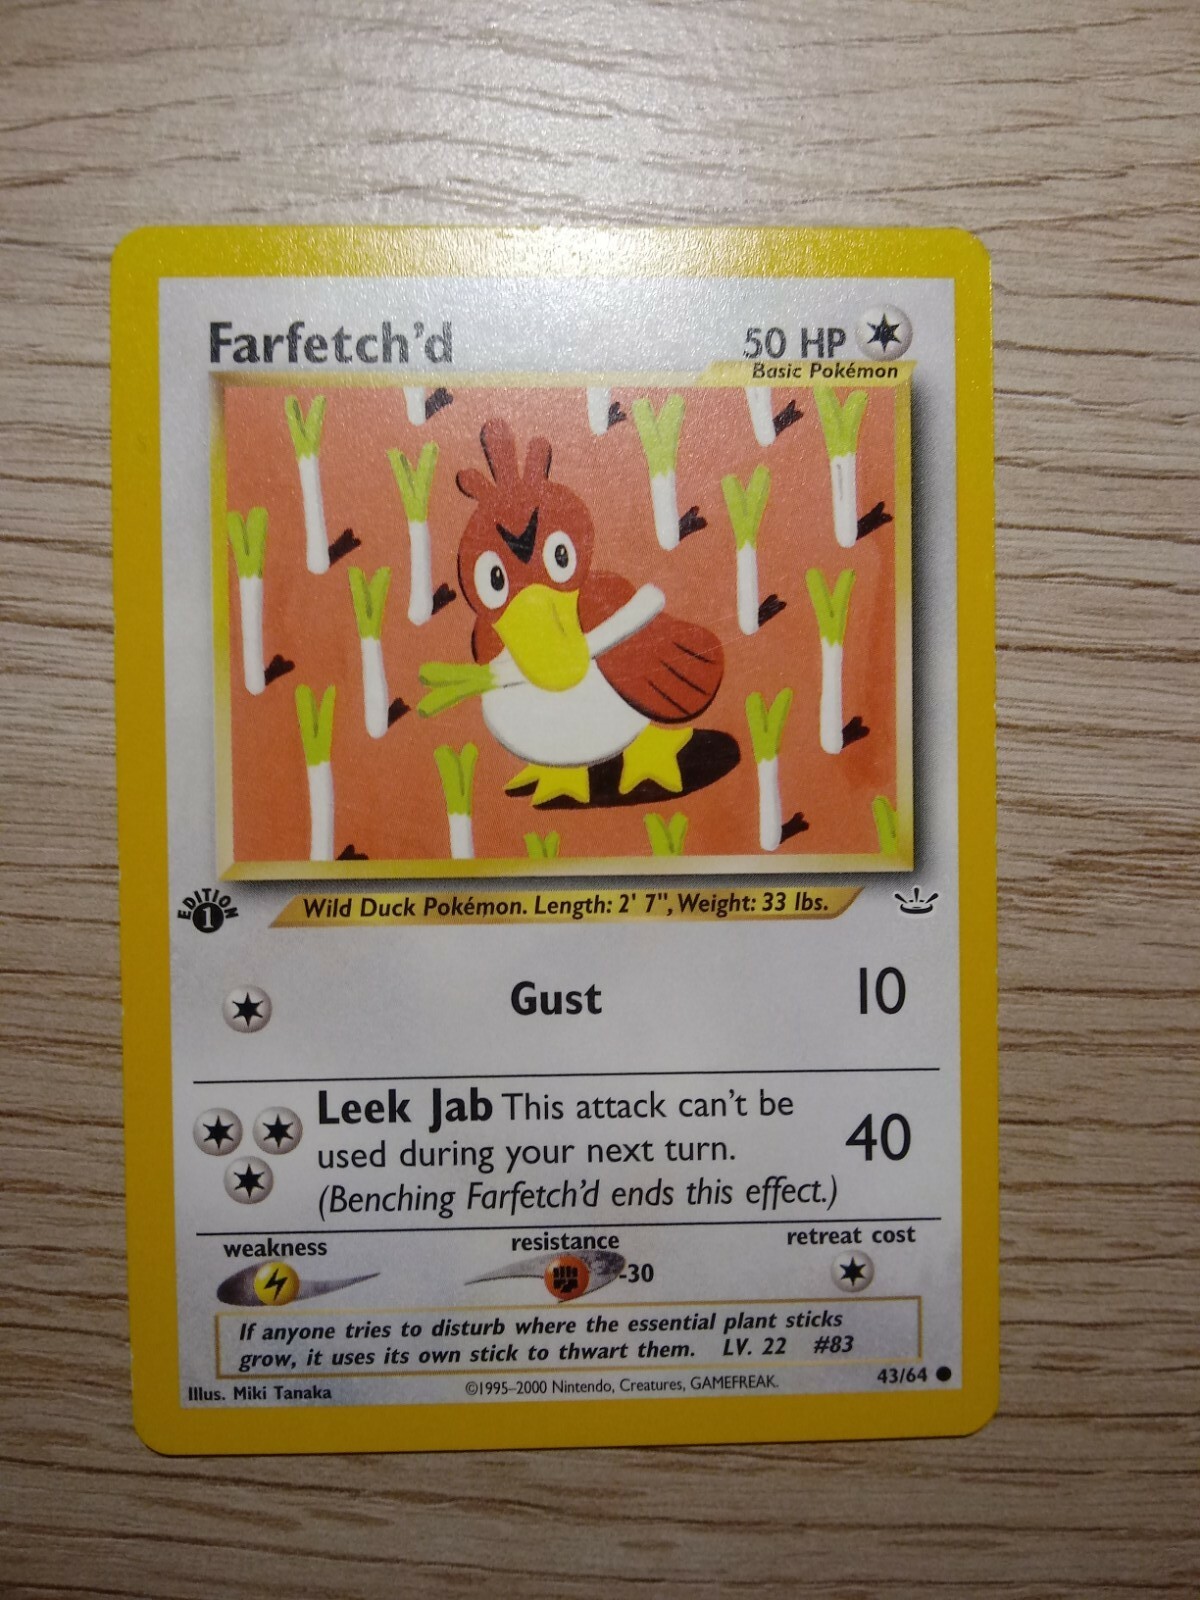 Farfetch'd
50 HP
Basic Pokémon
EDITION
1
Wild Duck Pokémon. Length: 2' 7", Weight: 33 lbs.
Gust 10
Leek Jab This attack can't be
used during your next turn.
(Benching Farfetch'd ends this effect.)
40
weakness
resistance
retreat cost
-30
If anyone tries to disturb where the essential plant sticks
grow, it uses its own stick to thwart them. LV. 22 #83
Illus. Miki Tanaka
©1995-2000 Nintendo, Creatures, GAMEFREAK.
43/64